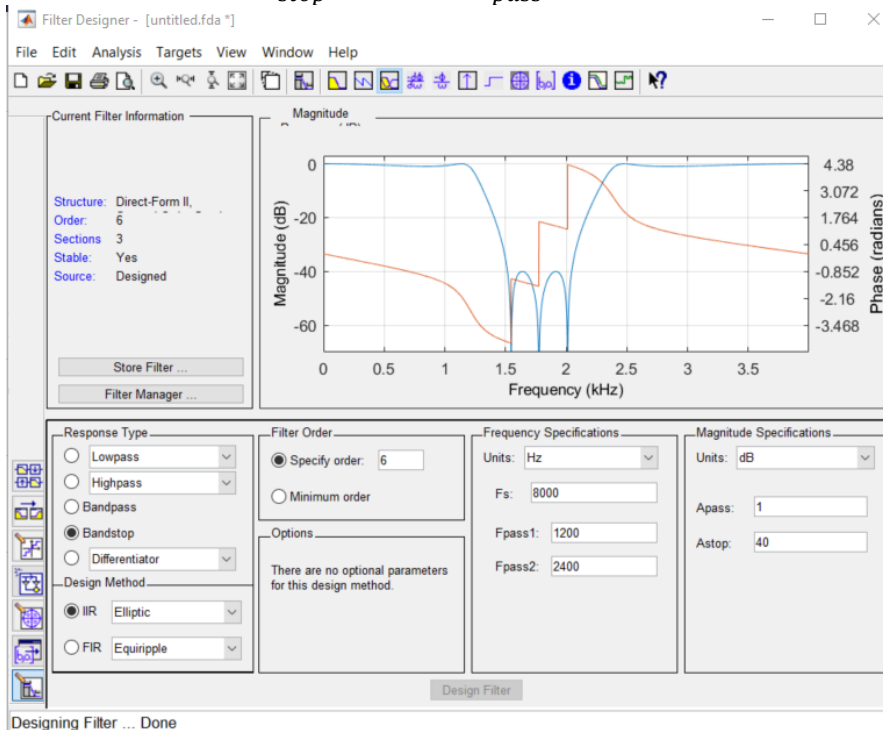 stop pass
Filter Designer - [untitled.fda *]
File Edit Analysis Targets View Window Help
Current Filter Information
Structure: Direct-Form II,
Order: 6
Sections 3
Stable: Yes
Source: Designed
Store Filter ...
Filter Manager ...
Magnitude
0
-20
-40
-60
Magnitude (dB)
4.38
3.072
1.764
0.456
-0.852
-2.16
-3.468
Phase (radians)
0 0.5 1 1.5 2 2.5 3 3.5
Frequency (kHz)
Response Type
Lowpass
Highpass
Bandpass
Bandstop
Differentiator
Design Method
IIR Elliptic
FIR Equiripple
Filter Order
Specify order: 6
Minimum order
Options
There are no optional parameters
for this design method.
Frequency Specifications
Units: Hz
Fs: 8000
Fpass1: 1200
Fpass2: 2400
Magnitude Specifications
Units: dB
Apass: 1
Astop: 40
Design Filter
Designing Filter ... Done